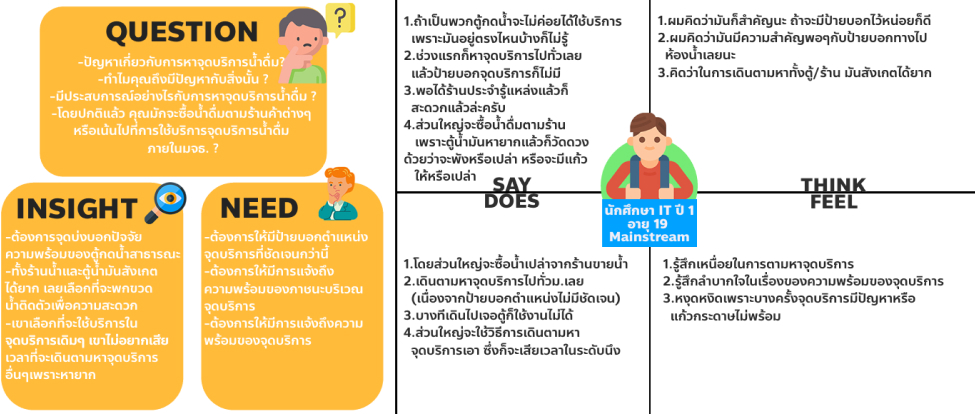 QUESTION
?
-ปัญหาเกี่ยวกับการหาจุดบริการน้ำดื่ม?
-ทำไมคุณถึงมีปัญหากับสิ่งนั้น ?
-มีประสบการณ์อย่างไรกับการหาจุดบริการน้ำดื่ม ?
-โดยปกติแล้ว คุณมักจะซื้อน้ำดื่มตามร้านค้าต่างๆ
หรือเน้นไปที่การใช้บริการจุดบริการน้ำดื่ม
ภายในมจธ. ?
INSIGHT
-ต้องการจุดบ่งบอกปัจจัย
ความพร้อมของตู้กดน้ำสาธารณะ
-ทั้งร้านน้ำและตู้น้ำมันสังเกต
ได้ยาก เลยเลือกที่จะพกขวด
น้ำติดตัวเพื่อความสะดวก
-เขาเลือกที่จะใช้บริการใน
จุดบริการเดิมๆ เขาไม่อยากเสีย
เวลาที่จะเดินตามหาจุดบริการ
อื่นๆเพราะหายาก
NEED
-ต้องการให้มีป้ายบอกตำแหน่ง
จุดบริการที่ชัดเจนกว่านี้
-ต้องการให้มีการแจ้งถึง
ความพร้อมของภาชนะบริเวณ
จุดบริการ
-ต้องการให้มีการแจ้งถึงความ
พร้อมของจุดบริการ
1.ถ้าเป็นพวกตู้กดน้ำจะไม่ค่อยได้ใช้บริการ
เพราะมันอยู่ตรงไหนบ้างก็ไม่รู้
2.ช่วงแรกก็หาจุดบริการไปทั่วเลย
แล้วป้ายบอกจุดบริการก็ไม่มี
3.พอได้ร้านประจำรู้แหล่งแล้วก็
สะดวกแล้วล่ะครับ
4.ส่วนใหญ่จะซื้อน้ำดื่มตามร้าน
เพราะตู้น้ำมันหายากแล้วก็วัดดวง
ด้วยว่าจะพังหรือเปล่า หรือจะมีแก้ว
ให้หรือเปล่า
SAY
DOES
1.โดยส่วนใหญ่จะซื้อน้ำเปล่าจากร้านขายน้ำ
2.เดินตามหาจุดบริการไปทั่วม.เลย
(เนื่องจากป้ายบอกตำแหน่งไม่มีชัดเจน)
3.บางทีเดินไปเจอตู้ก็ใช้งานไม่ได้
4.ส่วนใหญ่จะใช้วิธีการเดินตามหา
จุดบริการเอา ซึ่งก็จะเสียเวลาในระดับนึง
นักศึกษา IT ปี 1
อายุ 19
Mainstream
1.ผมคิดว่ามันก็สำคัญนะ ถ้าจะมีป้ายบอกไว้หน่อยก็ดี
2.ผมคิดว่ามันมีความสำคัญพอๆกับป้ายบอกทางไป
ห้องน้ำเลยนะ
3.คิดว่าในการเดินตามหาทั้งตู้/ร้าน มันสังเกตได้ยาก
THINK
FEEL
1.รู้สึกเหนื่อยในการตามหาจุดบริการ
2.รู้สึกลำบากใจในเรื่องของความพร้อมของจุดบริการ
3.หงุดหงิดเพราะบางครั้งจุดบริการมีปัญหาหรือ
แก้วกระดาษไม่พร้อม